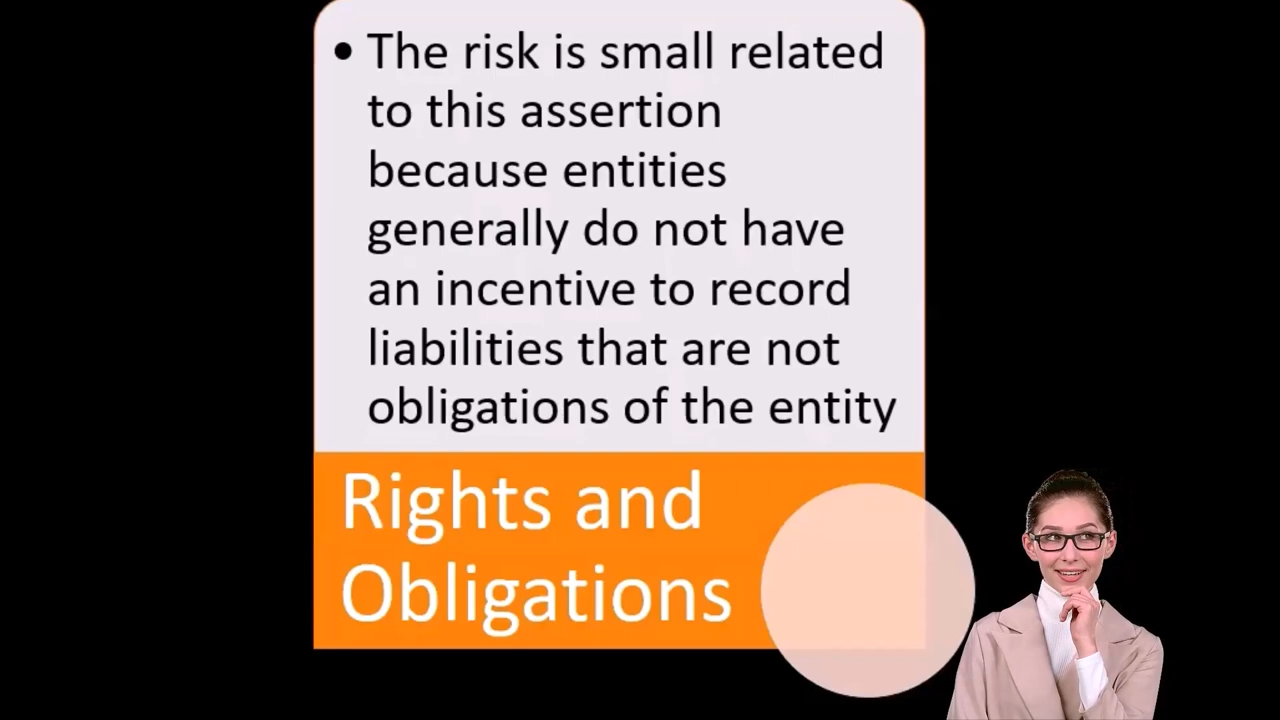 • The risk is small related
to this assertion
because entities
generally do not have
an incentive to record
liabilities that are not
obligations of the entity
Rights and
Obligations